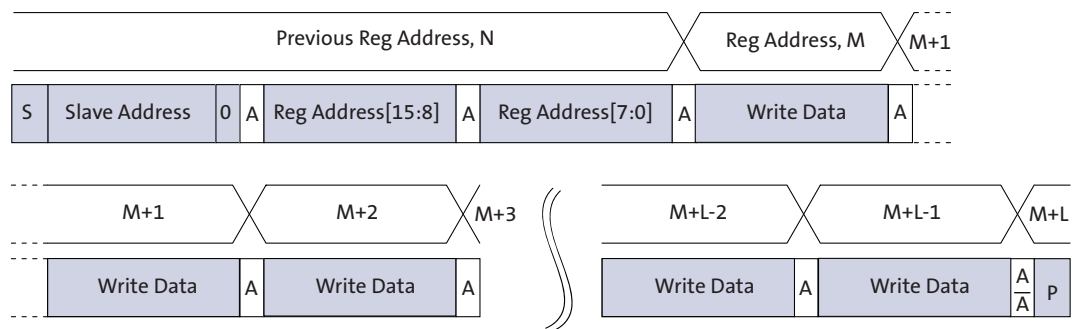 Previous Reg Address, N Reg Address, M M+1
S Slave Address 0 A Reg Address[15:8] A Reg Address[7:0] A Write Data A
M+1 M+2 M+3 M+L-2 M+L-1 M+L
Write Data A Write Data A Write Data A Write Data A/A̅ P